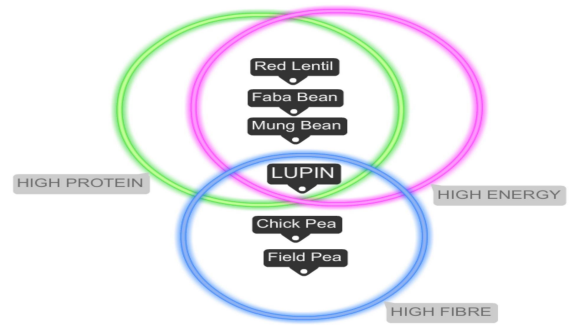 Red Lentil
Faba Bean
Mung Bean
LUPIN
HIGH PROTEIN
HIGH ENERGY
Chick Pea
Field Pea
HIGH FIBRE